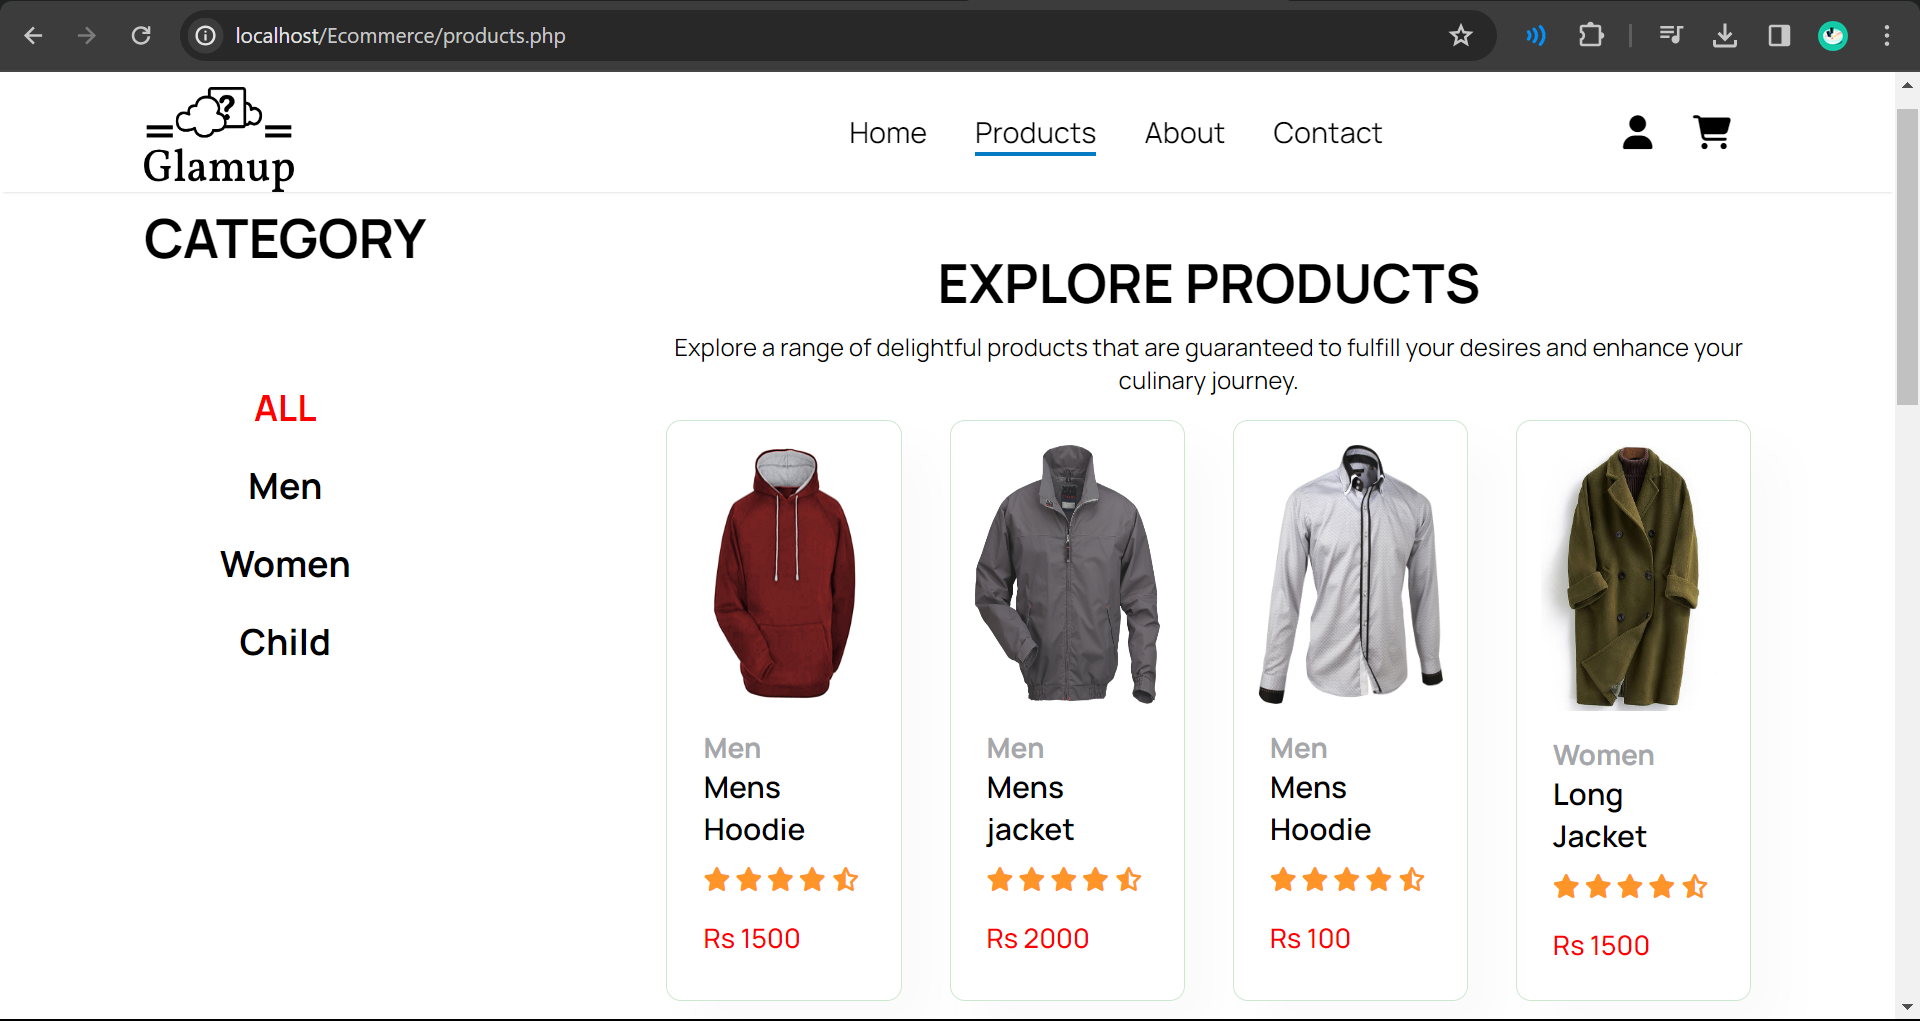 localhost/Ecommerce/products.php
?
Glamup
Home
Products
About
Contact
CATEGORY
ALL
Men
Women
Child
EXPLORE PRODUCTS
Explore a range of delightful products that are guaranteed to fulfill your desires and enhance your
culinary journey.
Men
Mens
Hoodie
Rs 1500
Men
Mens
jacket
Rs 2000
Men
Mens
Hoodie
Rs 100
Women
Long
Jacket
Rs 1500